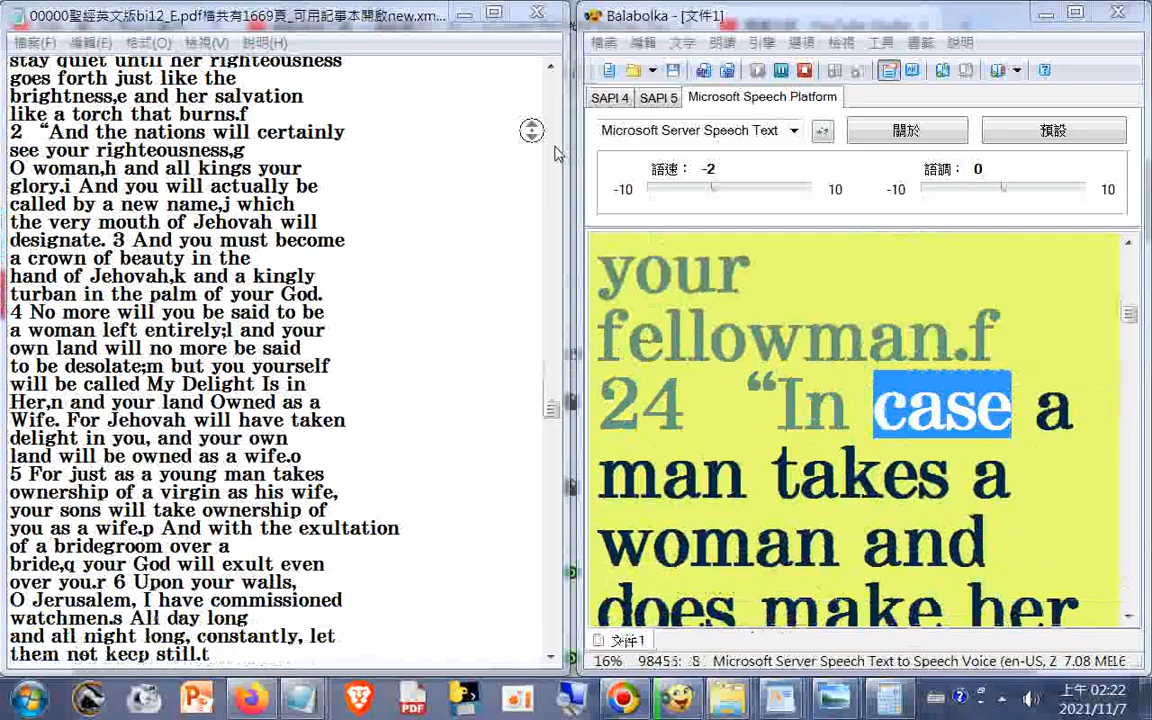 00000聖經英文版bi12_E.pdf檔共有1669頁_可用記事本開啟new.xm...
檔案(F) 編輯(E) 格式(O) 檢視(V) 說明(H)
stay quiet until her righteousness
goes forth just like the
brightness,e and her salvation
like a torch that burns.f
2 “And the nations will certainly
see your righteousness,g
O woman,h and all kings your
glory.i And you will actually be
called by a new name,j which
the very mouth of Jehovah will
designate. 3 And you must become
a crown of beauty in the
hand of Jehovah,k and a kingly
turban in the palm of your God.
4 No more will you be said to be
a woman left entirely;l and your
own land will no more be said
to be desolate;m but you yourself
will be called My Delight Is in
Her,n and your land Owned as a
Wife. For Jehovah will have taken
delight in you, and your own
land will be owned as a wife.o
5 For just as a young man takes
ownership of a virgin as his wife,
your sons will take ownership of
you as a wife.p And with the exultation
of a bridegroom over a
bride,q your God will exult even
over you.r 6 Upon your walls,
O Jerusalem, I have commissioned
watchmen.s All day long
and all night long, constantly, let
them not keep still.t
Balabolka - [文件1]
檔案 編輯 文字 朗讀 引擎 選項 檢視 工具 書籤 說明
SAPI 4 SAPI 5 Microsoft Speech Platform
Microsoft Server Speech Text 關於 預設
語速： -2 語調： 0
-10 10 -10 10
your
fellowman.f
24 “In case a
man takes a
woman and
does make her
文件1
16% 98455: 8 Microsoft Server Speech Text to Speech Voice (en-US, Z 7.08 MB
PDF
上午 02:22
2021/11/7